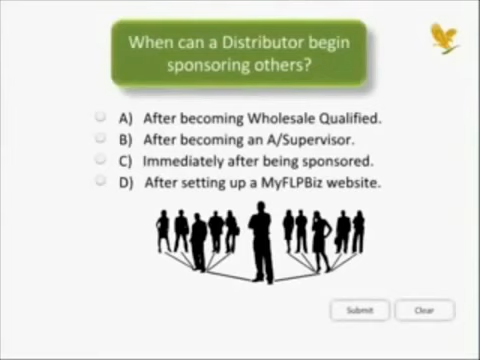 When can a Distributor begin
sponsoring others?
A) After becoming Wholesale Qualified.
B) After becoming an A/Supervisor.
C) Immediately after being sponsored.
D) After setting up a MyFLPBiz website.
Submit Clear